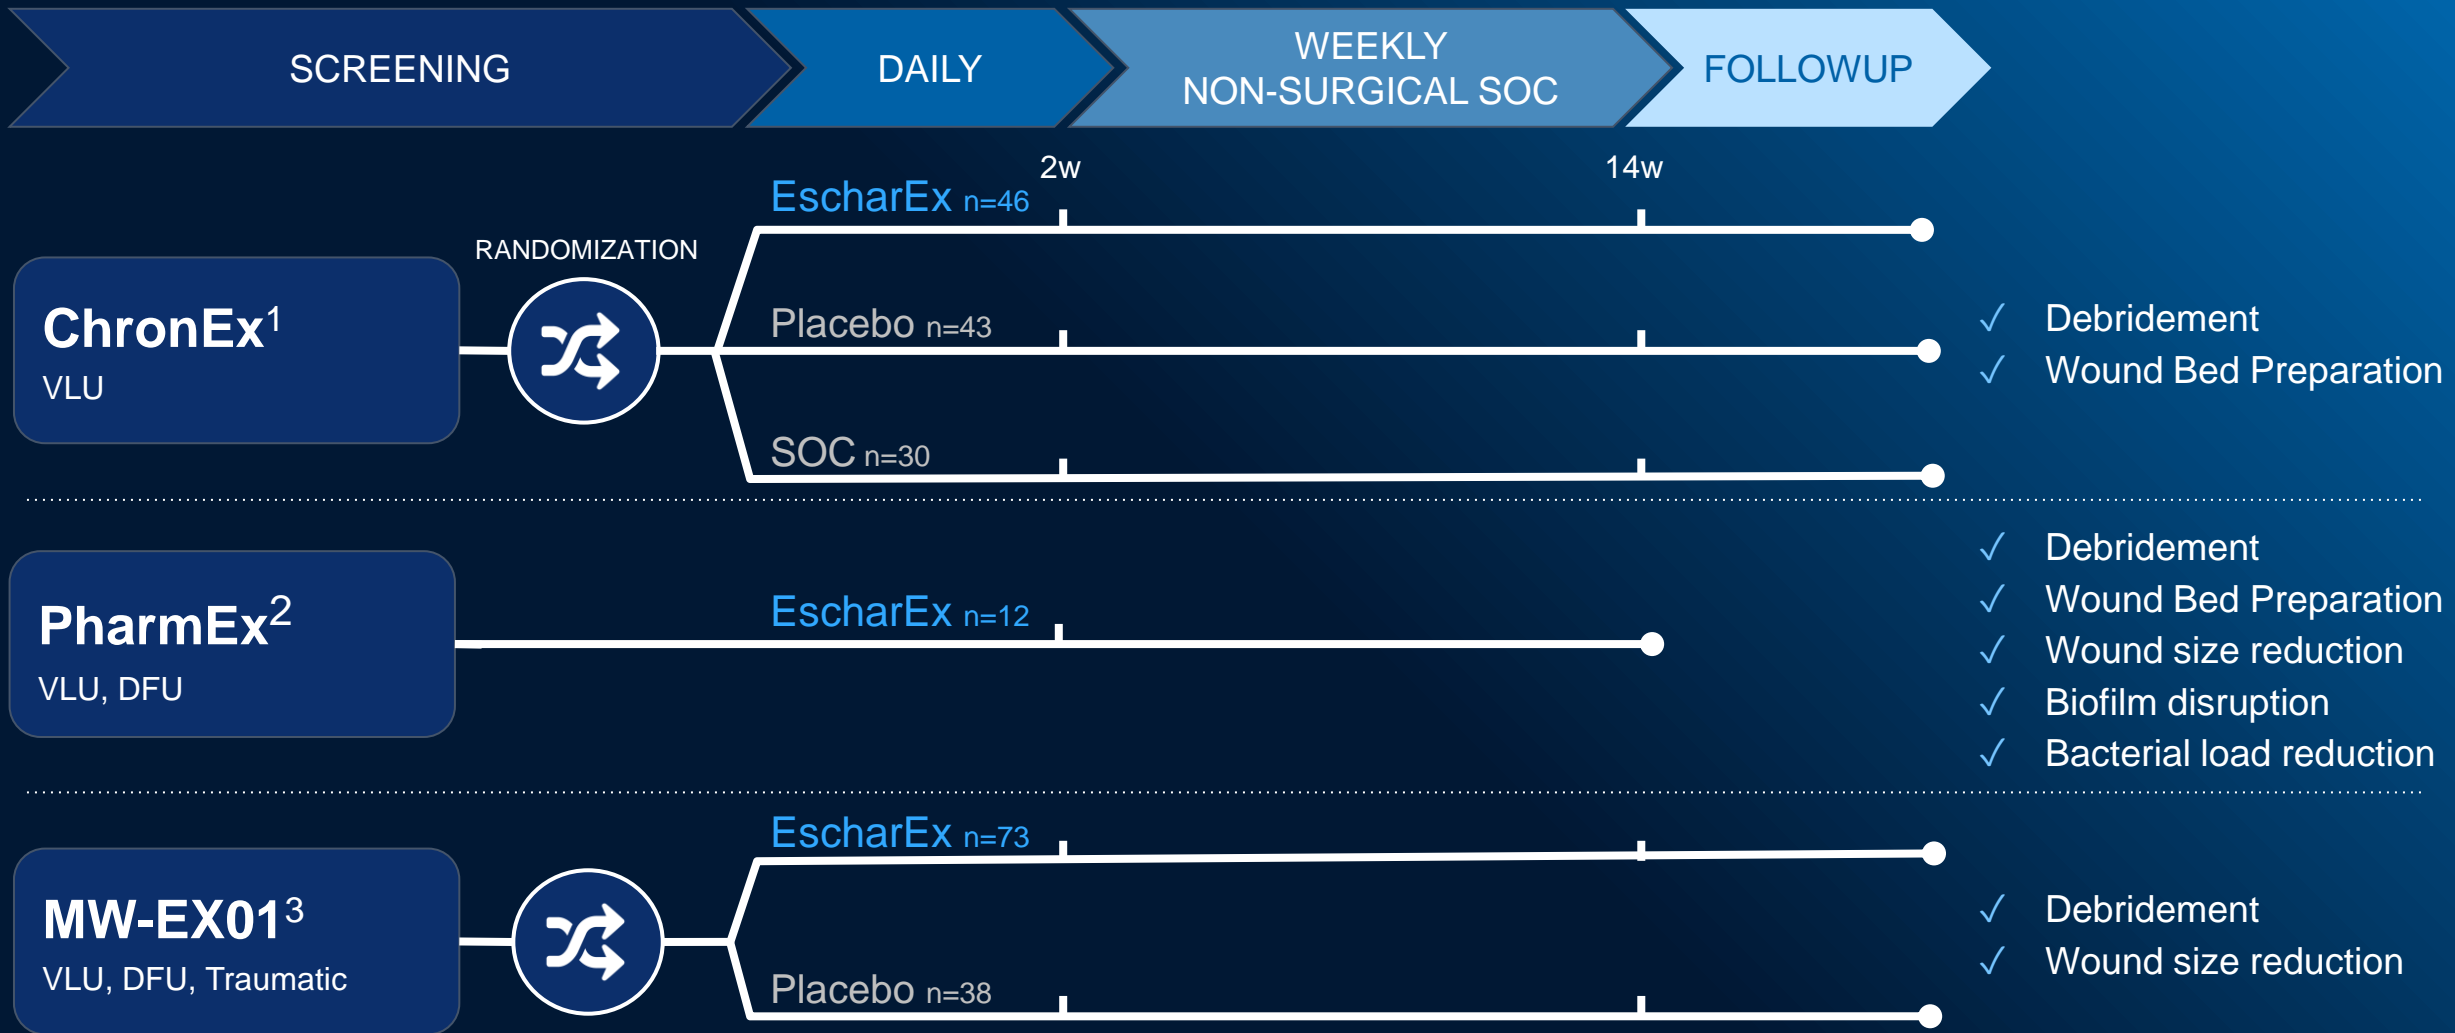 SCREENING
DAILY
WEEKLY
NON-SURGICAL SOC
FOLLOWUP
2w
14w
RANDOMIZATION
ChronEx1
VLU
EscharEx n=46
Placebo n=43
SOC n=30
✓ Debridement
✓ Wound Bed Preparation
PharmEx2
VLU, DFU
EscharEx n=12
✓ Debridement
✓ Wound Bed Preparation
✓ Wound size reduction
✓ Biofilm disruption
✓ Bacterial load reduction
MW-EX013
VLU, DFU, Traumatic
EscharEx n=73
Placebo n=38
✓ Debridement
✓ Wound size reduction